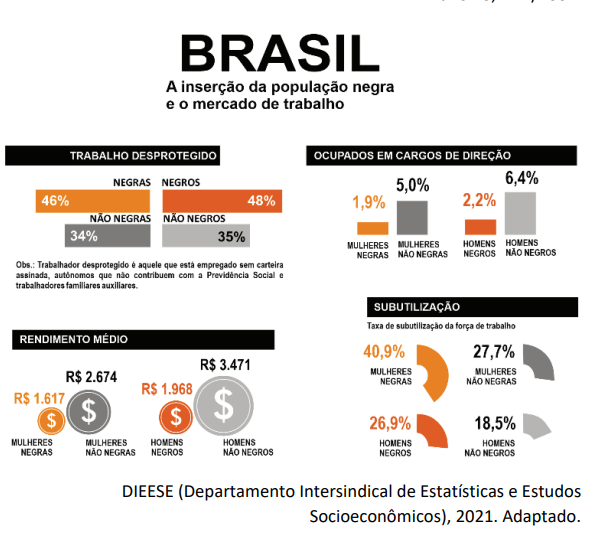 BRASIL
A inserção da população negra
e o mercado de trabalho
TRABALHO DESPROTEGIDO
NEGRAS NEGROS
46% 48%
NÃO NEGRAS NÃO NEGROS
34% 35%
Obs.: Trabalhador desprotegido é aquele que está empregado sem carteira
assinada, autônomos que não contribuem com a Previdência Social e
trabalhadores familiares auxiliares.
OCUPADOS EM CARGOS DE DIREÇÃO
1,9% 5,0% 2,2% 6,4%
MULHERES MULHERES HOMENS HOMENS
NEGRAS NÃO NEGRAS NEGROS NÃO NEGROS
RENDIMENTO MÉDIO
R$ 1.617 R$ 2.674 R$ 1.968 R$ 3.471
$ $ $ $
MULHERES MULHERES HOMENS HOMENS
NEGRAS NÃO NEGRAS NEGROS NÃO NEGROS
SUBUTILIZAÇÃO
Taxa de subutilização da força de trabalho
40,9% 27,7%
MULHERES MULHERES
NEGRAS NÃO NEGRAS
26,9% 18,5%
HOMENS HOMENS
NEGROS NÃO NEGROS
DIEESE (Departamento Intersindical de Estatísticas e Estudos
Socioeconômicos), 2021. Adaptado.